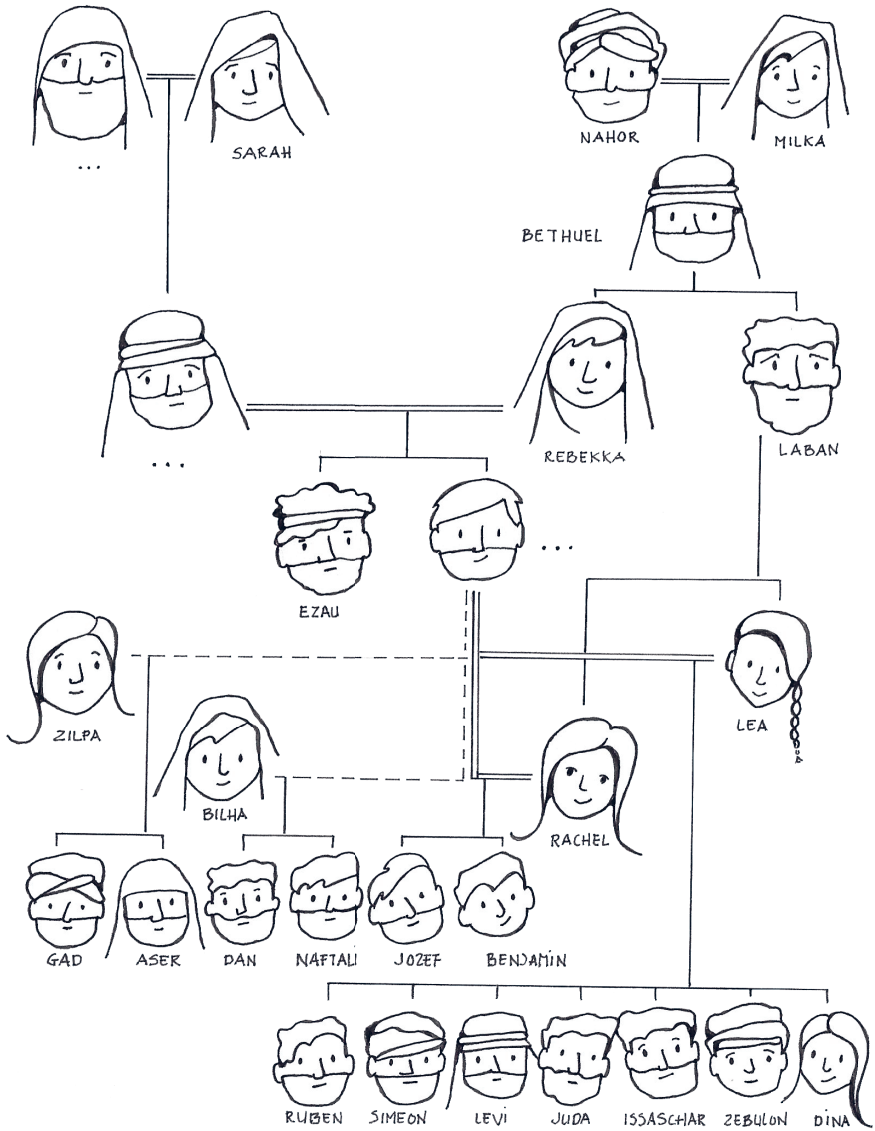 NAHOR
MILKA
SARAH
...
BETHUEL
REBEKKA
LABAN
...
...
EZAU
ZILPA
LEA
BILHA
RACHEL
GAD
ASER
DAN
NAFTALI
JOZEF
BENJAMIN
RUBEN
SIMEON
LEVI
JUDA
ISSASCHAR
ZEBULON
DINA